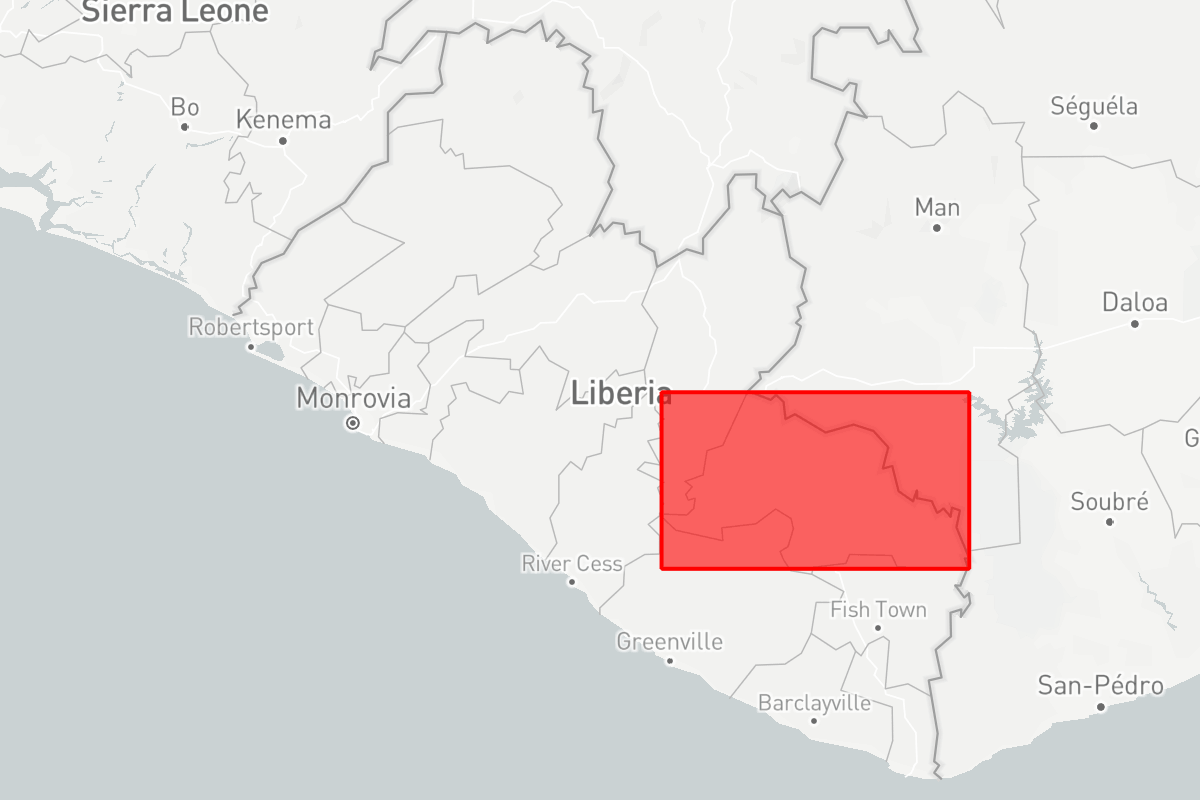 Sierra Leone
Bo
Kenema
Séguéla
Man
Daloa
Robertsport
Monrovia
Liberia
G
Soubré
River Cess
Fish Town
Greenville
San-Pédro
Barclayville